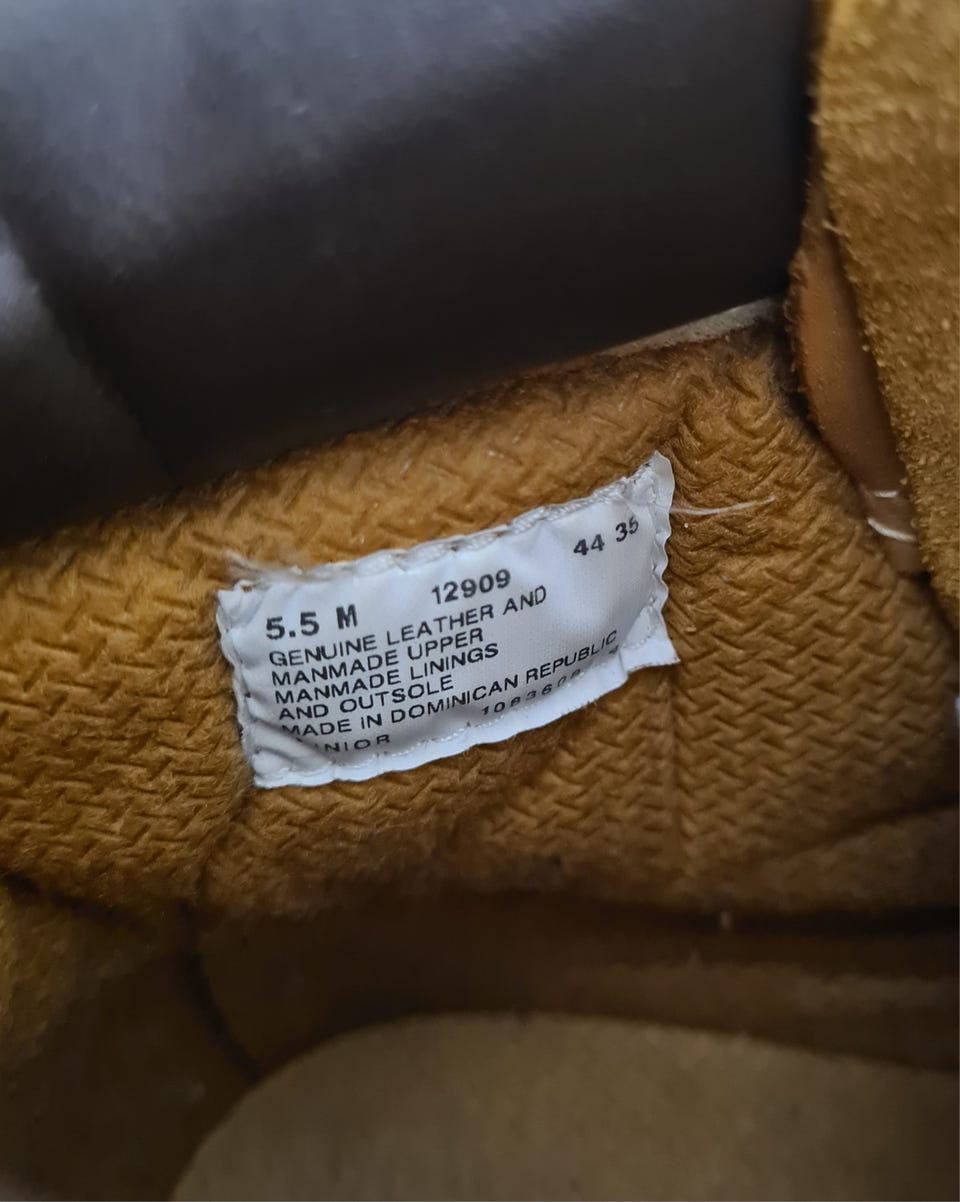 5.5 M 12909 44 35
GENUINE LEATHER AND
MANMADE UPPER
MANMADE LININGS
AND OUTSOLE
MADE IN DOMINICAN REPUBLIC